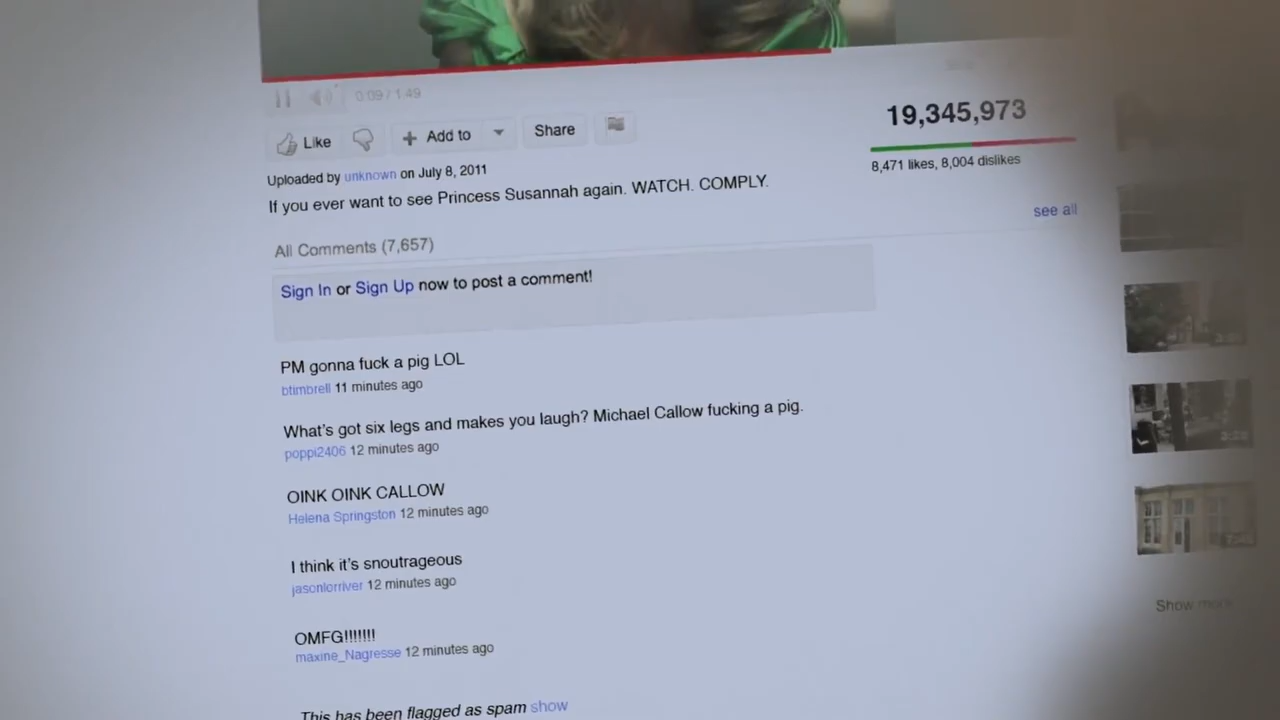 0:09 / 1:49
19,345,973
Like
Add to
Share
8,471 likes, 8,004 dislikes
Uploaded by unknown on July 8, 2011
If you ever want to see Princess Susannah again. WATCH. COMPLY.
see all
All Comments (7,657)
Sign In or Sign Up now to post a comment!
PM gonna fuck a pig LOL
btimbrell 11 minutes ago
What's got six legs and makes you laugh? Michael Callow fucking a pig.
poppi2406 12 minutes ago
OINK OINK CALLOW
Helena Springston 12 minutes ago
I think it's snoutrageous
jasonlorriver 12 minutes ago
OMFG!!!!!!!
maxine_Nagresse 12 minutes ago
Show more
This has been flagged as spam show